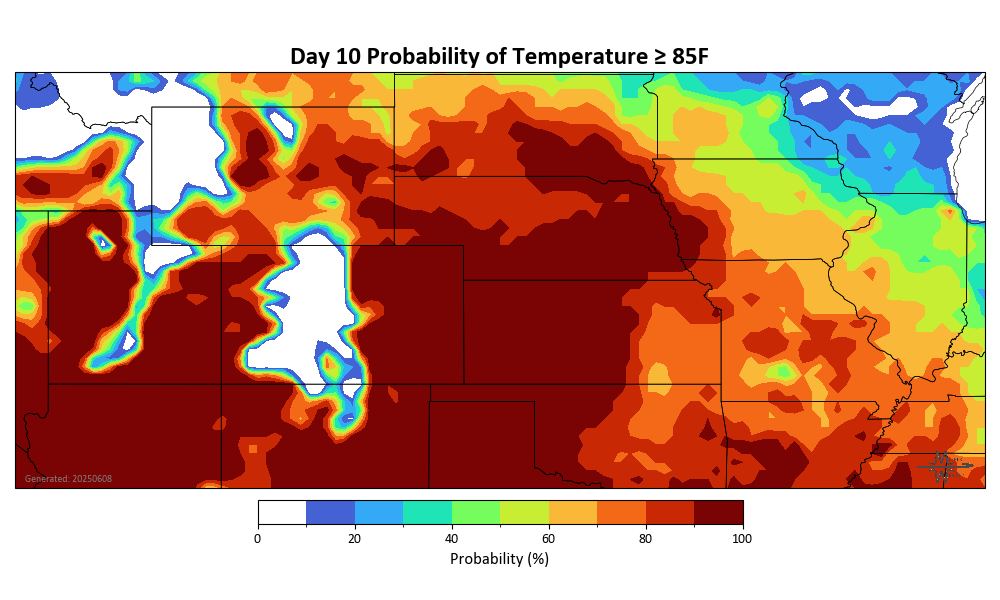 Day 10 Probability of Temperature ≥ 85F
Generated: 20250608
0 20 40 60 80 100
Probability (%)